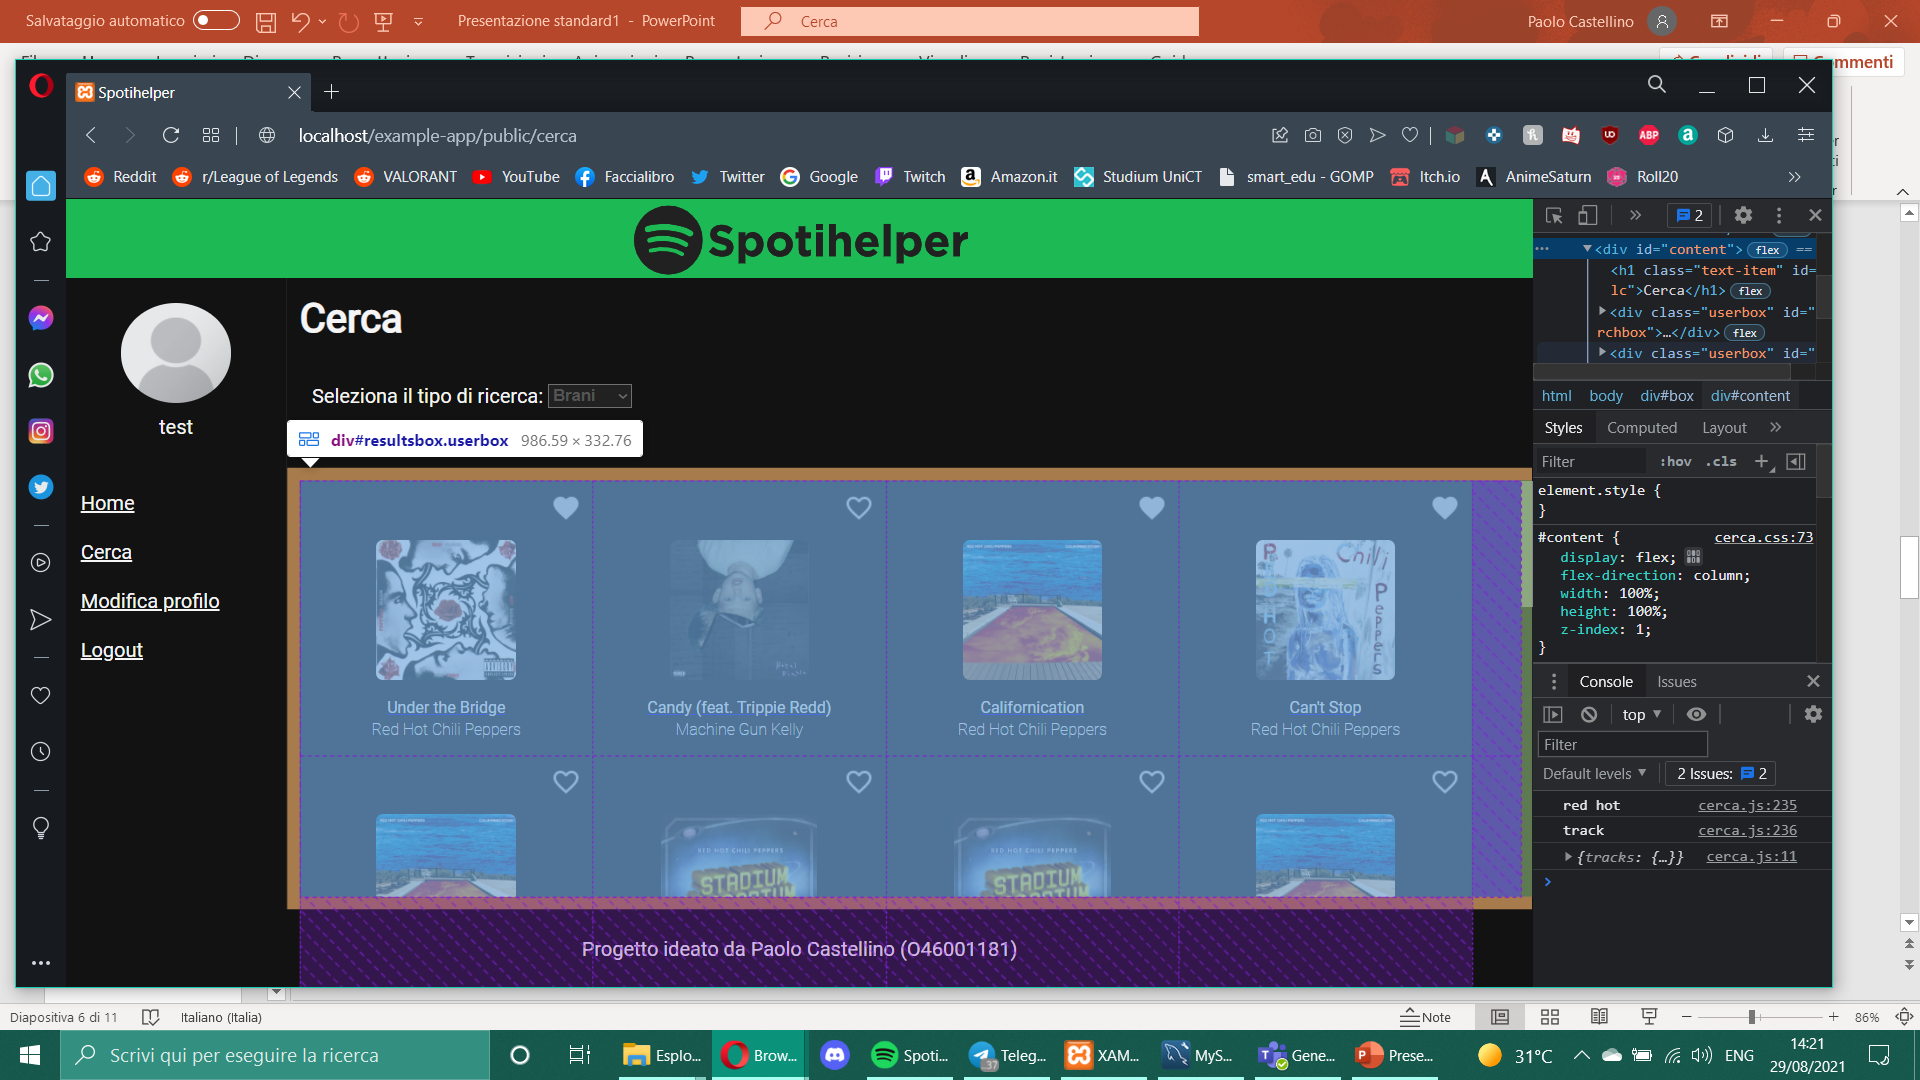 Salvataggio automatico
Presentazione standard1 - PowerPoint
Cerca
Paolo Castellino
Spotihelper
localhost/example-app/public/cerca
Reddit
r/League of Legends
VALORANT
YouTube
Faccialibro
Twitter
Google
Twitch
Amazon.it
Studium UniCT
smart_edu - GOMP
Itch.io
AnimeSaturn
Roll20
Spotihelper
test
Home
Cerca
Modifica profilo
Logout
Cerca
Seleziona il tipo di ricerca: Brani
div#resultsbox.userbox 986.59 × 332.76
Under the Bridge
Red Hot Chili Peppers
Candy (feat. Trippie Redd)
Machine Gun Kelly
Californication
Red Hot Chili Peppers
Can't Stop
Red Hot Chili Peppers
Progetto ideato da Paolo Castellino (O46001181)
2
<div id="content"> flex ==
<h1 class="text-item" id=
lc">Cerca</h1> flex
<div class="userbox" id="
rchbox">…</div> flex
<div class="userbox" id="
html body div#box div#content
Styles Computed Layout
Filter :hov .cls
element.style {
}
#content { cerca.css:73
display: flex;
flex-direction: column;
width: 100%;
height: 100%;
z-index: 1;
}
Console Issues
top
Filter
Default levels 2 Issues: 2
red hot cerca.js:235
track cerca.js:236
{tracks: {…}} cerca.js:11
Diapositiva 6 di 11
Italiano (Italia)
Note
86%
Scrivi qui per eseguire la ricerca
Esplo...
Brow...
Spoti...
Teleg...
XAM...
MyS...
Gene...
Prese...
31°C
ENG
14:21
29/08/2021